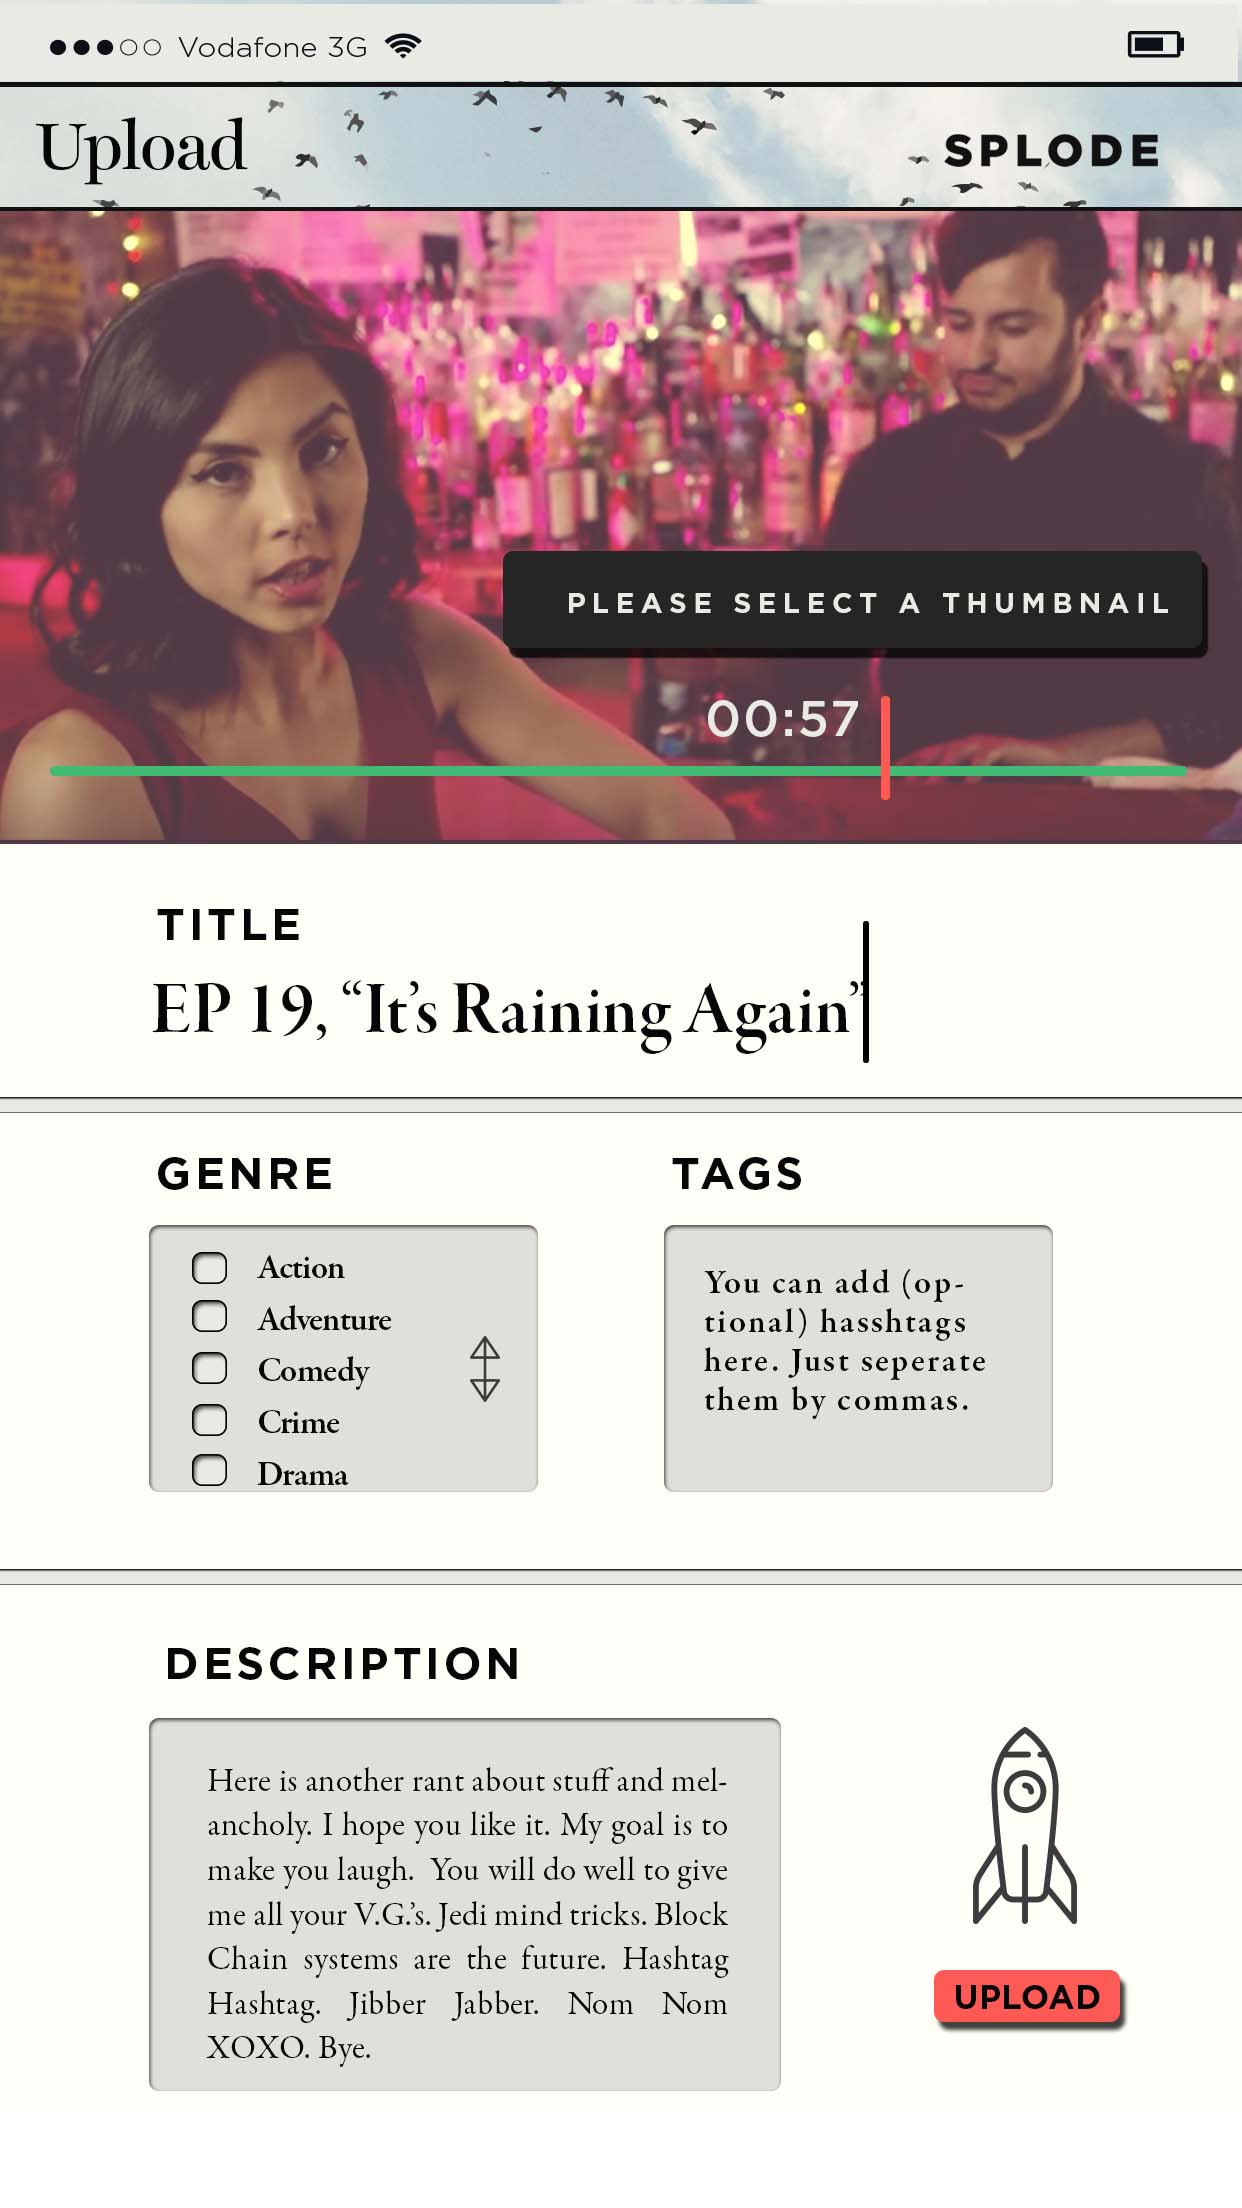 Vodafone 3G
Upload
SPLODE
PLEASE SELECT A THUMBNAIL
00:57
TITLE
EP 19, “It’s Raining Again”
GENRE
Action
Adventure
Comedy
Crime
Drama
TAGS
You can add (op-
tional) hasshtags
here. Just seperate
them by commas.
DESCRIPTION
Here is another rant about stuff and mel-
ancholy. I hope you like it. My goal is to
make you laugh.  You will do well to give
me all your V.G.’s. Jedi mind tricks. Block
Chain systems are the future. Hashtag
Hashtag. Jibber Jabber. Nom Nom
XOXO. Bye.
UPLOAD